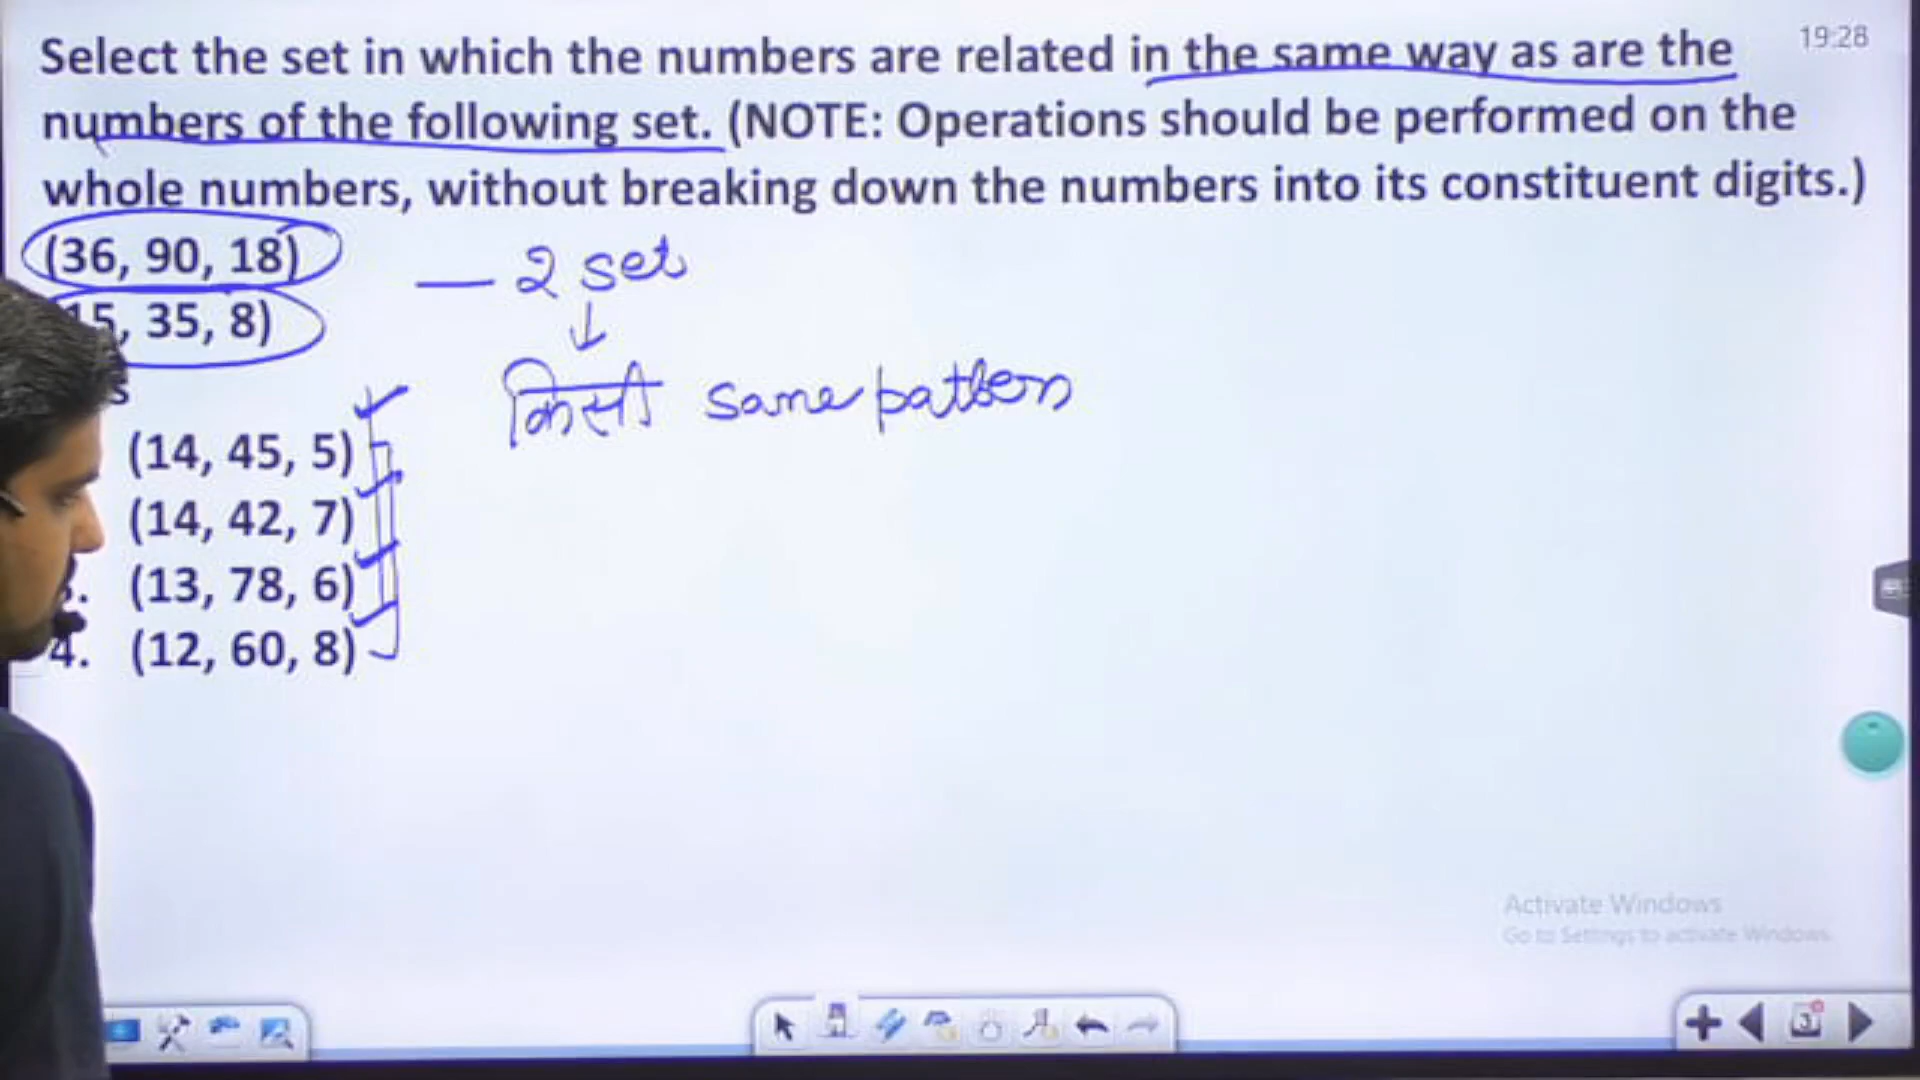 Select the set in which the numbers are related in the same way as are the 19:28
numbers of the following set. (NOTE: Operations should be performed on the
whole numbers, without breaking down the numbers into its constituent digits.)
(36, 90, 18) — 2 set
15, 35, 8) ↓
s किसी same pattern
(14, 45, 5)
(14, 42, 7)
3. (13, 78, 6)
4. (12, 60, 8)
Activate Windows
Go to Settings to activate Windows.
3